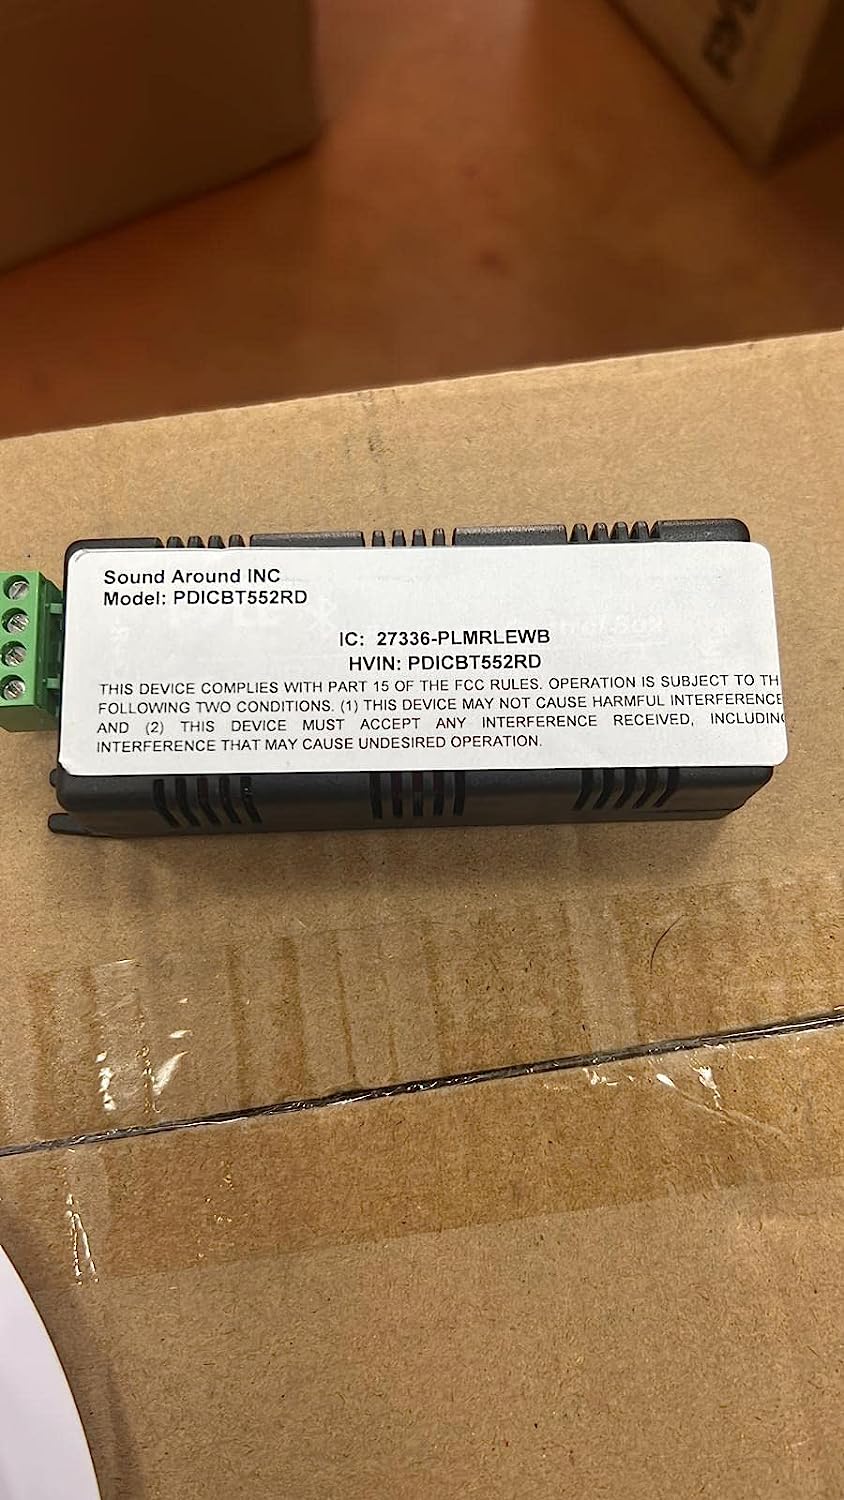 Sound Around INC
Model: PDICBT552RD
IC: 27336-PLMRLEWB
HVIN: PDICBT552RD
THIS DEVICE COMPLIES WITH PART 15 OF THE FCC RULES. OPERATION IS SUBJECT TO TH
FOLLOWING TWO CONDITIONS. (1) THIS DEVICE MAY NOT CAUSE HARMFUL INTERFERENCE
AND (2) THIS DEVICE MUST ACCEPT ANY INTERFERENCE RECEIVED, INCLUDING
INTERFERENCE THAT MAY CAUSE UNDESIRED OPERATION.